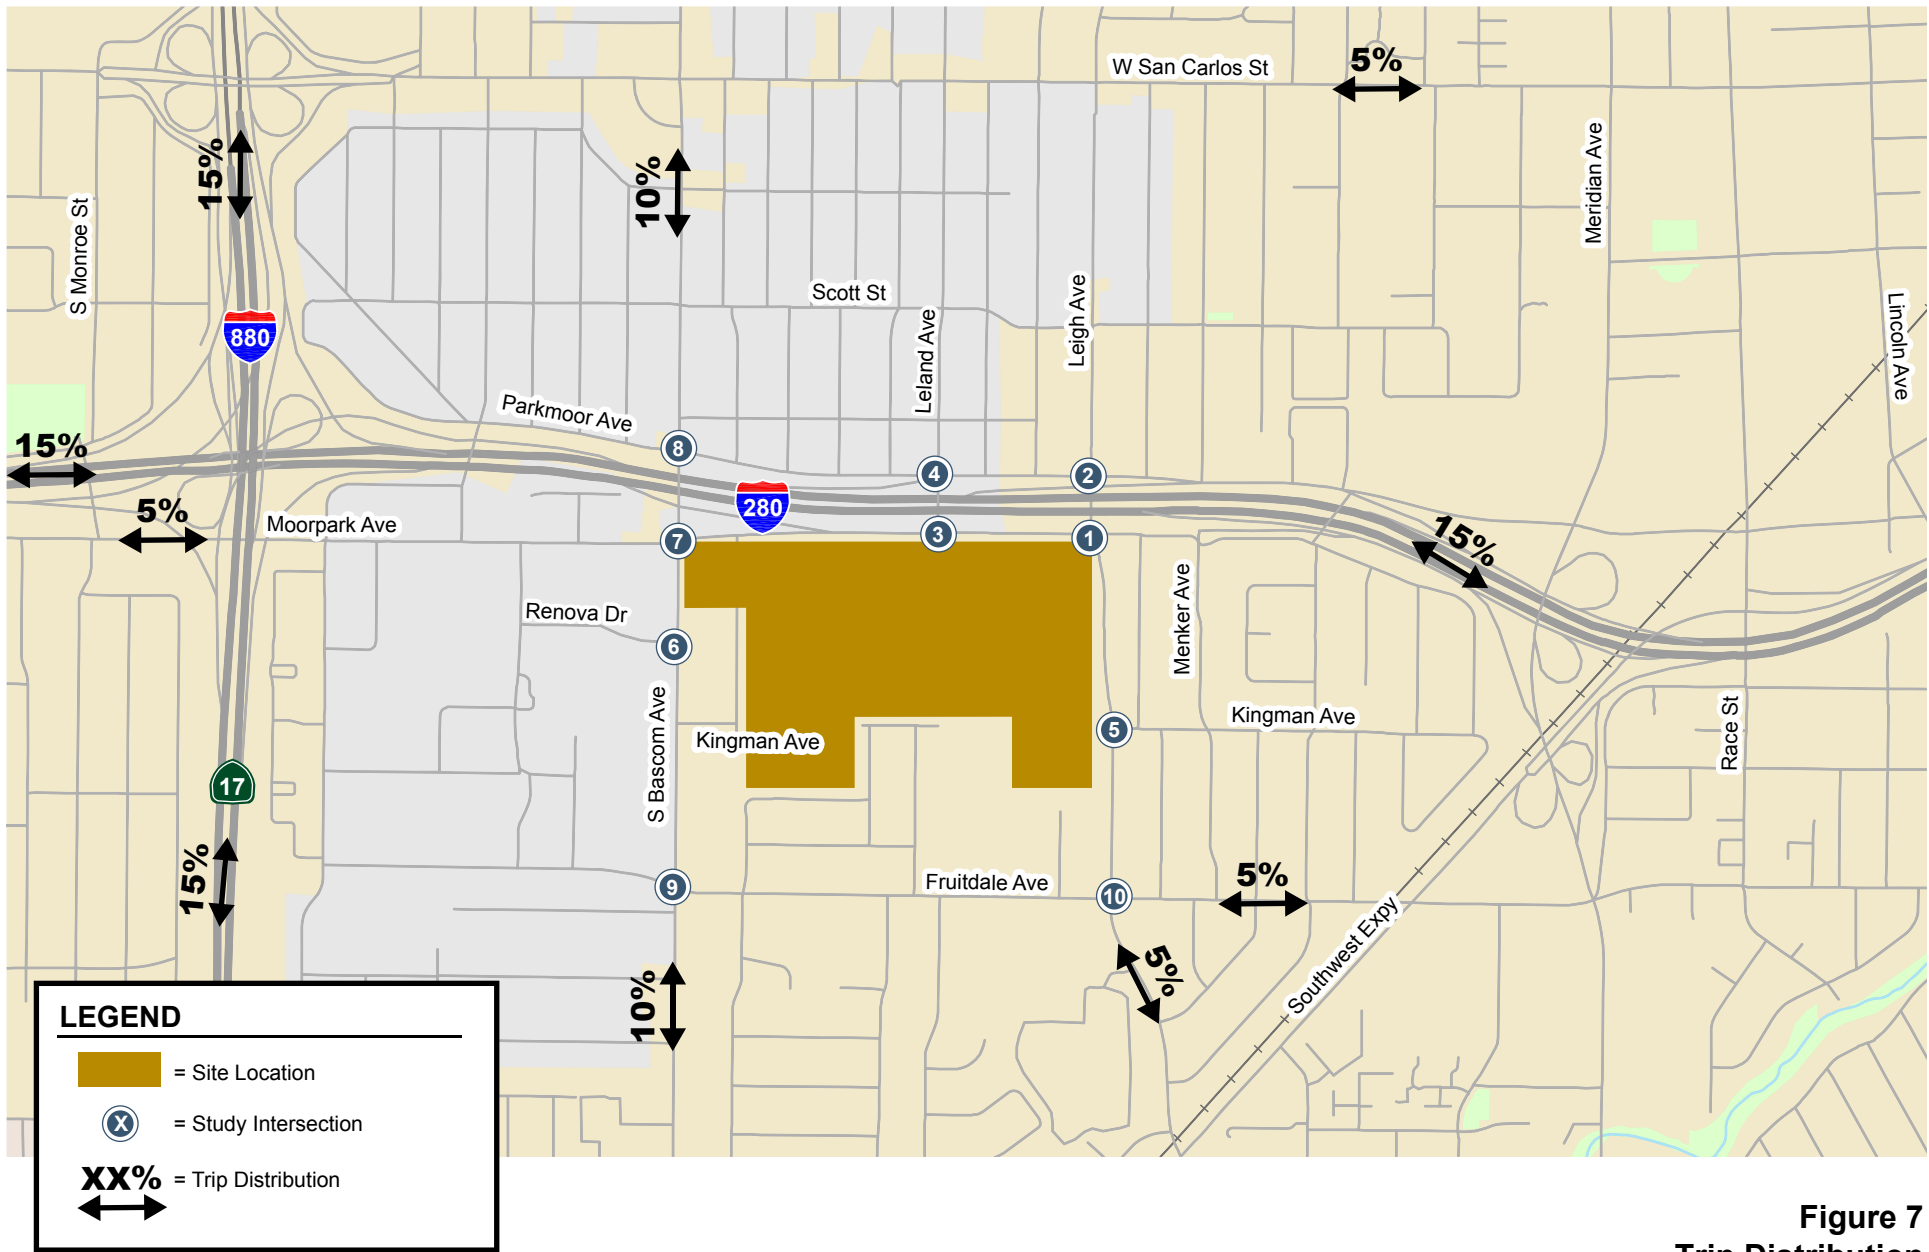 W San Carlos St
5%
15%
10%
S Monroe St
Meridian Ave
Scott St
Leigh Ave
Leland Ave
Lincoln Ave
880
Parkmoor Ave
15%
8
4
2
280
5%
Moorpark Ave
7
3
1
15%
Renova Dr
6
Menker Ave
S Bascom Ave
Kingman Ave
5
Kingman Ave
Race St
17
15%
9
Fruitdale Ave
10
5%
Southwest Expy
10%
5%
LEGEND
= Site Location
X = Study Intersection
XX% = Trip Distribution
Figure 7
Trip Distribution